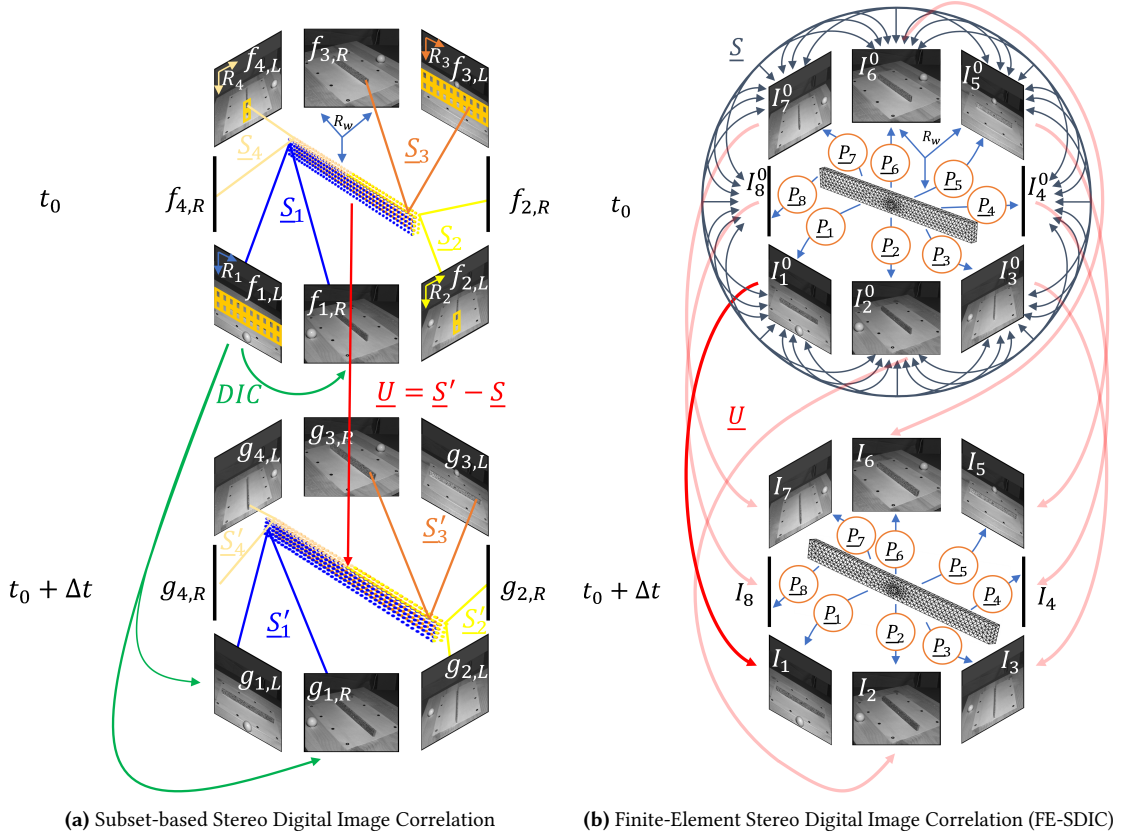 f_{4,L}
R_4
f_{3,R}
R_3
f_{3,L}
R_w
S_4
S_3
t_0
f_{4,R}
S_1
S_2
f_{2,R}
R_1
f_{1,L}
f_{1,R}
f_{2,L}
R_2
DIC
U = S′ − S
g_{4,L}
g_{3,R}
g_{3,L}
S′_4
S′_3
t_0 + Δt
g_{4,R}
S′_1
S′_2
g_{2,R}
g_{1,L}
g_{1,R}
g_{2,L}
(a) Subset-based Stereo Digital Image Correlation
S
I_7^0
I_6^0
I_5^0
R_w
P_7
P_6
P_5
t_0
I_8^0
P_8
P_4
I_4^0
P_1
P_2
P_3
I_1^0
I_2^0
I_3^0
U
I_7
I_6
I_5
P_7
P_6
P_5
t_0 + Δt
I_8
P_8
P_4
I_4
P_1
P_2
P_3
I_1
I_2
I_3
(b) Finite-Element Stereo Digital Image Correlation (FE-SDIC)